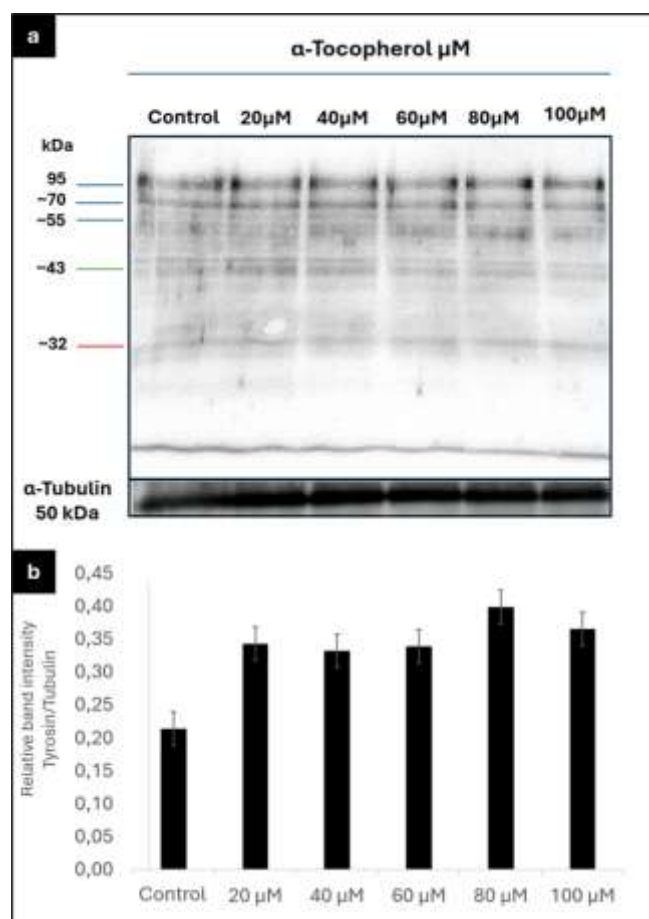 a
α-Tocopherol µM
Control 20µM 40µM 60µM 80µM 100µM
kDa
95
~70
~55
~43
~32
α-Tubulin
50 kDa
b
Relative band intensity
Tyrosin/Tubulin
0,45
0,40
0,35
0,30
0,25
0,20
0,15
0,10
0,05
0,00
Control 20 µM 40 µM 60 µM 80 µM 100 µM